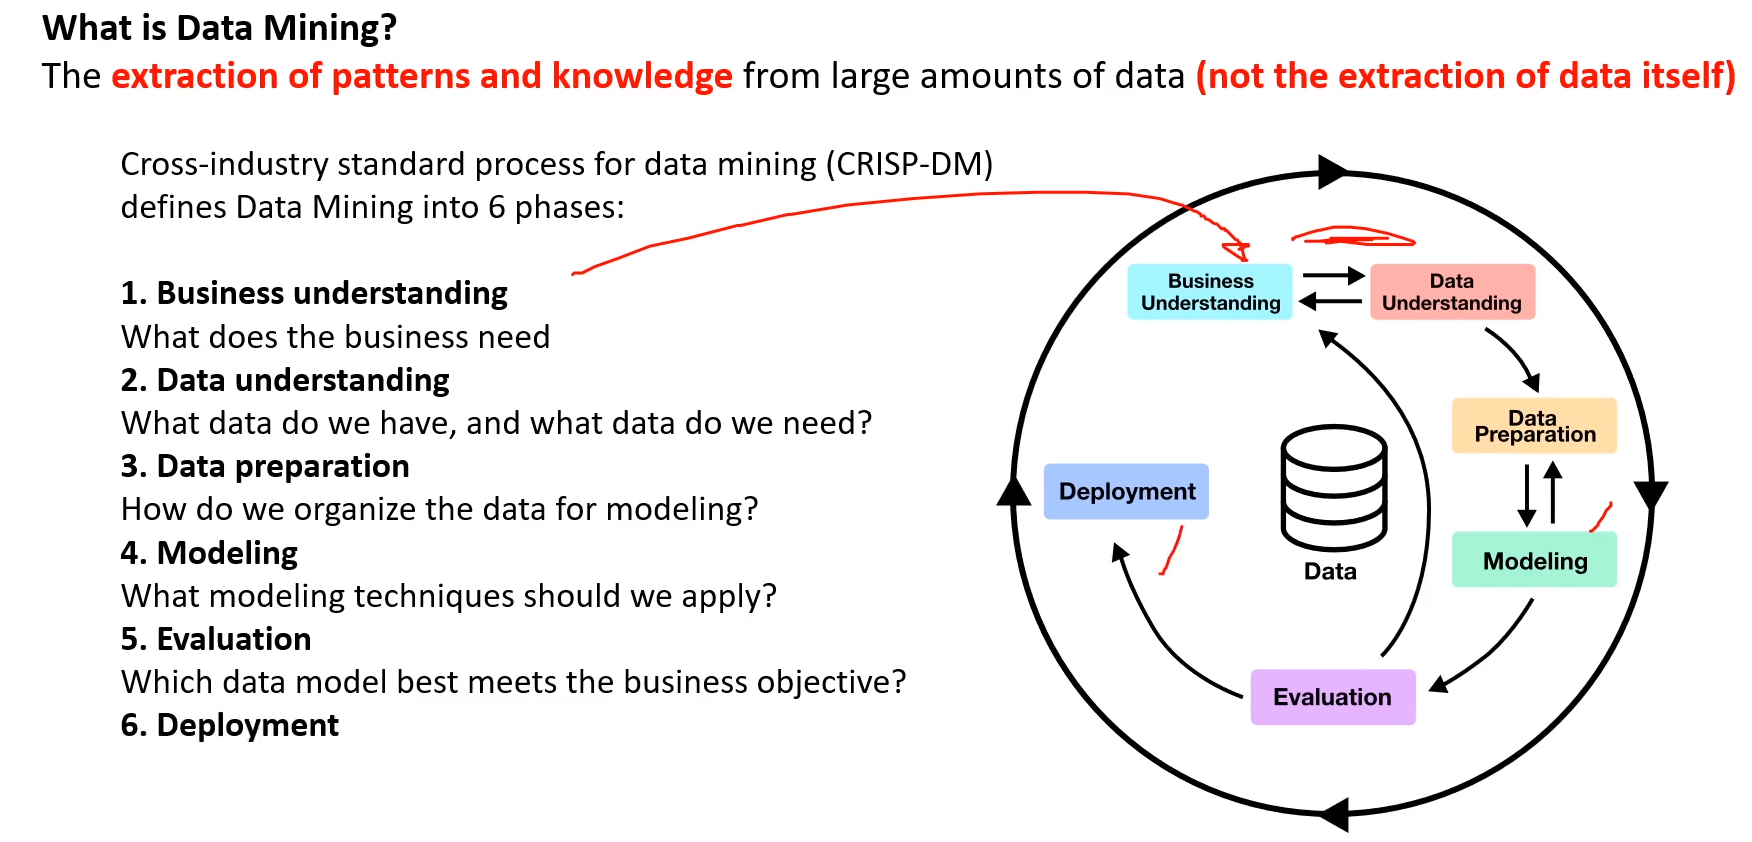 What is Data Mining?
The extraction of patterns and knowledge from large amounts of data (not the extraction of data itself)
Cross-industry standard process for data mining (CRISP-DM)
defines Data Mining into 6 phases:
1. Business understanding
What does the business need
2. Data understanding
What data do we have, and what data do we need?
3. Data preparation
How do we organize the data for modeling?
4. Modeling
What modeling techniques should we apply?
5. Evaluation
Which data model best meets the business objective?
6. Deployment
Business
Understanding
Data
Understanding
Data
Preparation
Modeling
Evaluation
Deployment
Data